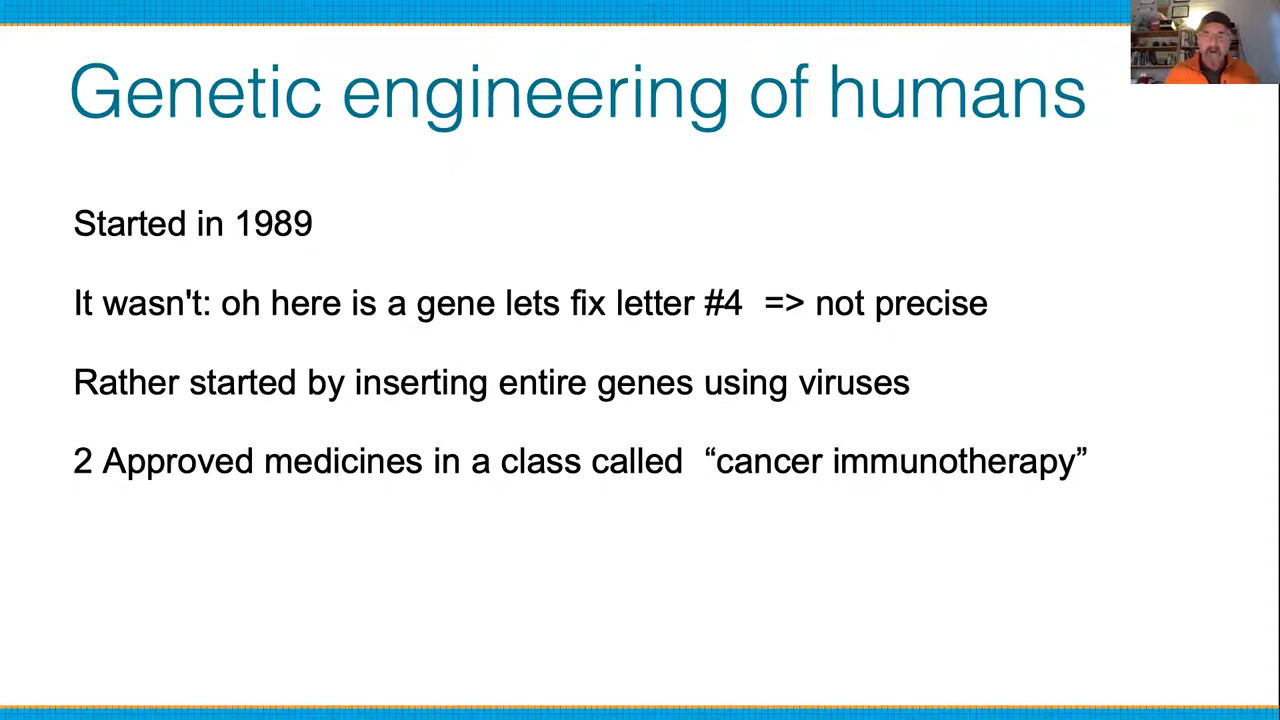 Genetic engineering of humans
Started in 1989
It wasn't: oh here is a gene lets fix letter #4  => not precise
Rather started by inserting entire genes using viruses
2 Approved medicines in a class called  “cancer immunotherapy”